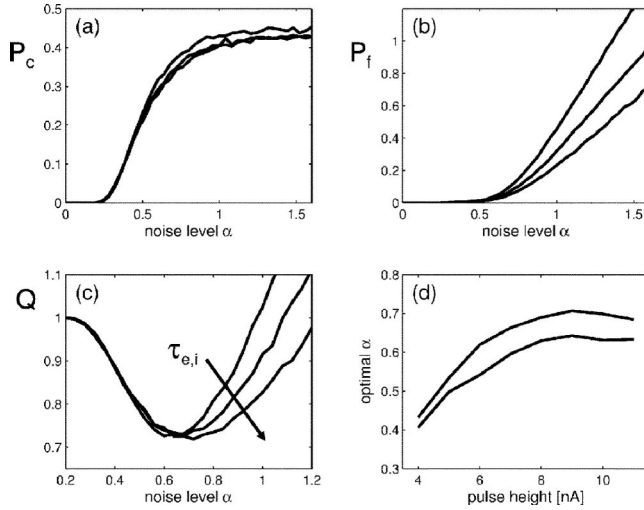 (a)
P_c
0.5
0.4
0.3
0.2
0.1
0
0 0.5 1 1.5
noise level α
(b)
P_f
1
0.8
0.6
0.4
0.2
0
0 0.5 1 1.5
noise level α
(c)
Q
1.1
1
0.9
0.8
0.7
τ_e,i
0.2 0.4 0.6 0.8 1 1.2
noise level α
(d)
optimal α
0.8
0.7
0.6
0.5
0.4
0.3
4 6 8 10
pulse height [nA]